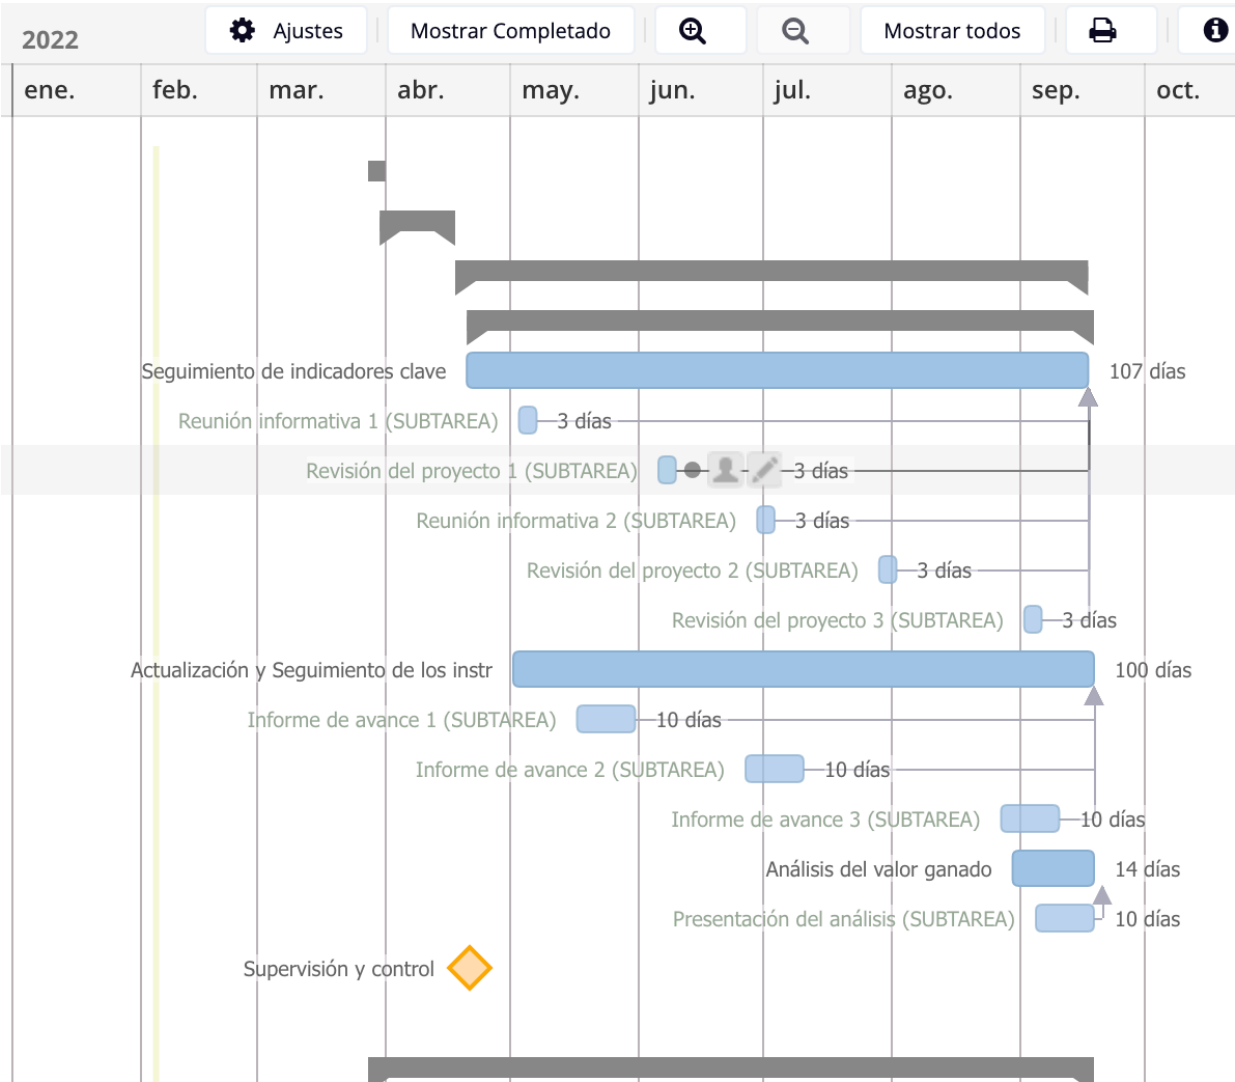 2022 Ajustes Mostrar Completado Mostrar todos
ene. feb. mar. abr. may. jun. jul. ago. sep. oct.
Seguimiento de indicadores clave 107 días
Reunión informativa 1 (SUBTAREA) 3 días
Revisión del proyecto 1 (SUBTAREA) 3 días
Reunión informativa 2 (SUBTAREA) 3 días
Revisión del proyecto 2 (SUBTAREA) 3 días
Revisión del proyecto 3 (SUBTAREA) 3 días
Actualización y Seguimiento de los instr 100 días
Informe de avance 1 (SUBTAREA) 10 días
Informe de avance 2 (SUBTAREA) 10 días
Informe de avance 3 (SUBTAREA) 10 días
Análisis del valor ganado 14 días
Presentación del análisis (SUBTAREA) 10 días
Supervisión y control